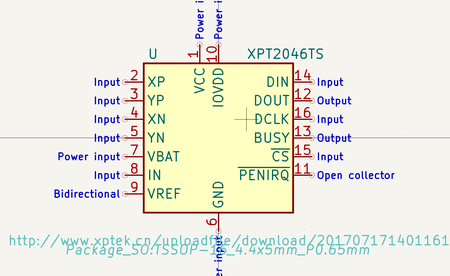 Power i
Power i
U
XPT2046TS
1
10
VCC
IOVDD
Input 2 XP
Input 3 YP
Input 4 XN
Input 5 YN
Power input 7 VBAT
Input 8 IN
Bidirectional 9 VREF
DIN 14 Input
DOUT 12 Output
DCLK 16 Input
BUSY 13 Output
CS 15 Input
PENIRQ 11 Open collector
GND
6
er input
http://www.xptek.cn/uploadfile/download/201707171401161
Package_SO:TSSOP-16_4.4x5mm_P0.65mm